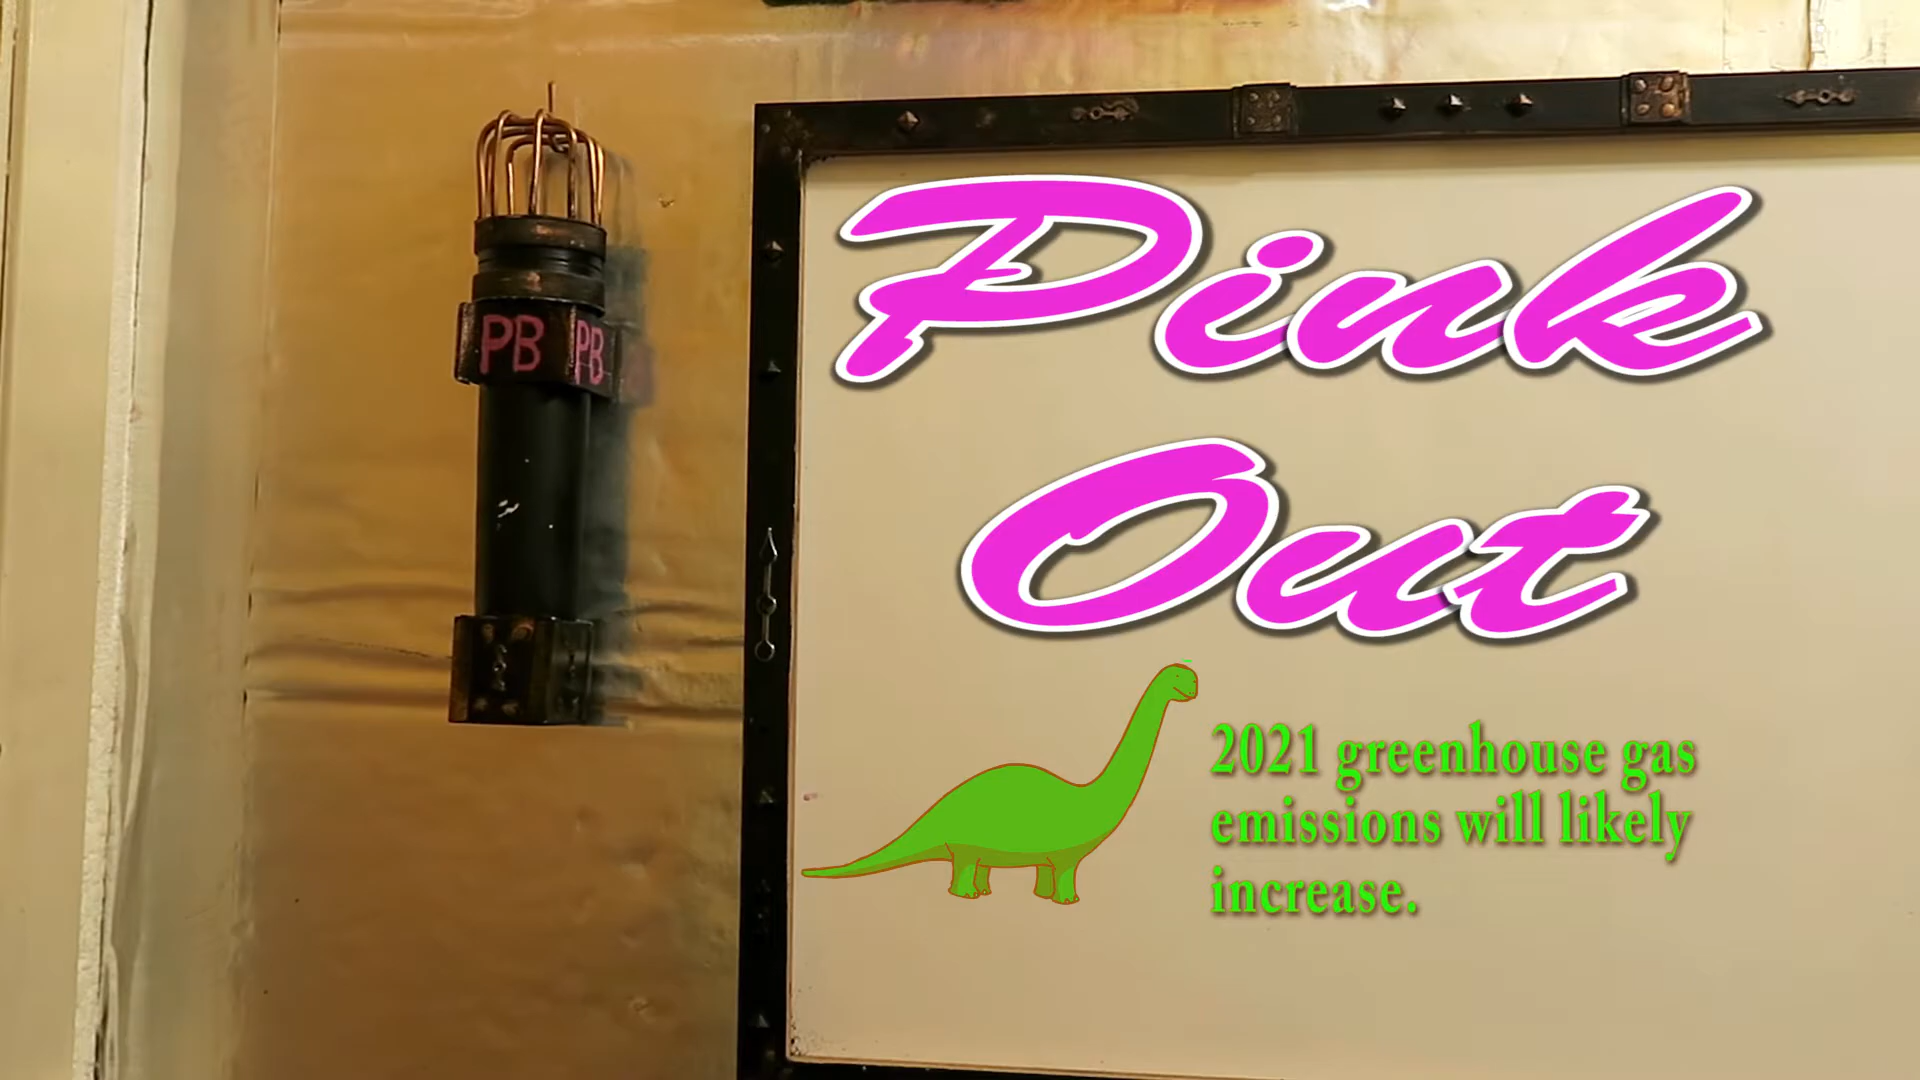 PB PB
Pink
Out
2021 greenhouse gas
emissions will likely
increase.